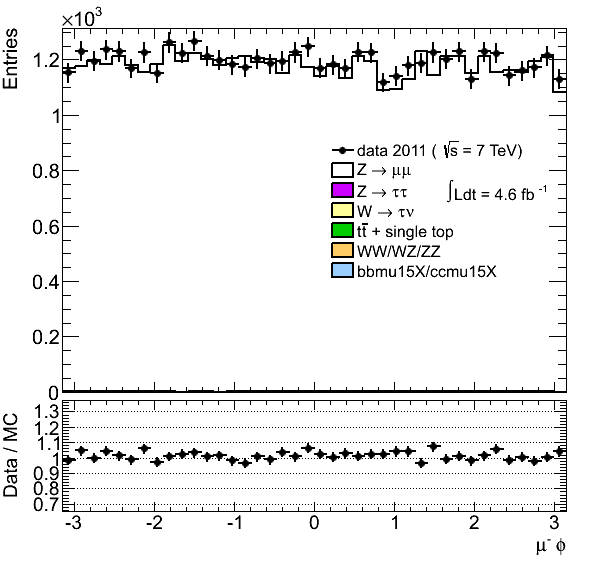 ×10³
Entries
1.2
1
0.8
0.6
0.4
0.2
0
data 2011 ( √s = 7 TeV)
Z → μμ
Z → ττ
∫Ldt = 4.6 fb⁻¹
W → τν
tt̅ + single top
WW/WZ/ZZ
bbmu15X/ccmu15X
Data / MC
1.3
1.2
1.1
1
0.9
0.8
0.7
-3 -2 -1 0 1 2 3
μ⁻ ϕ